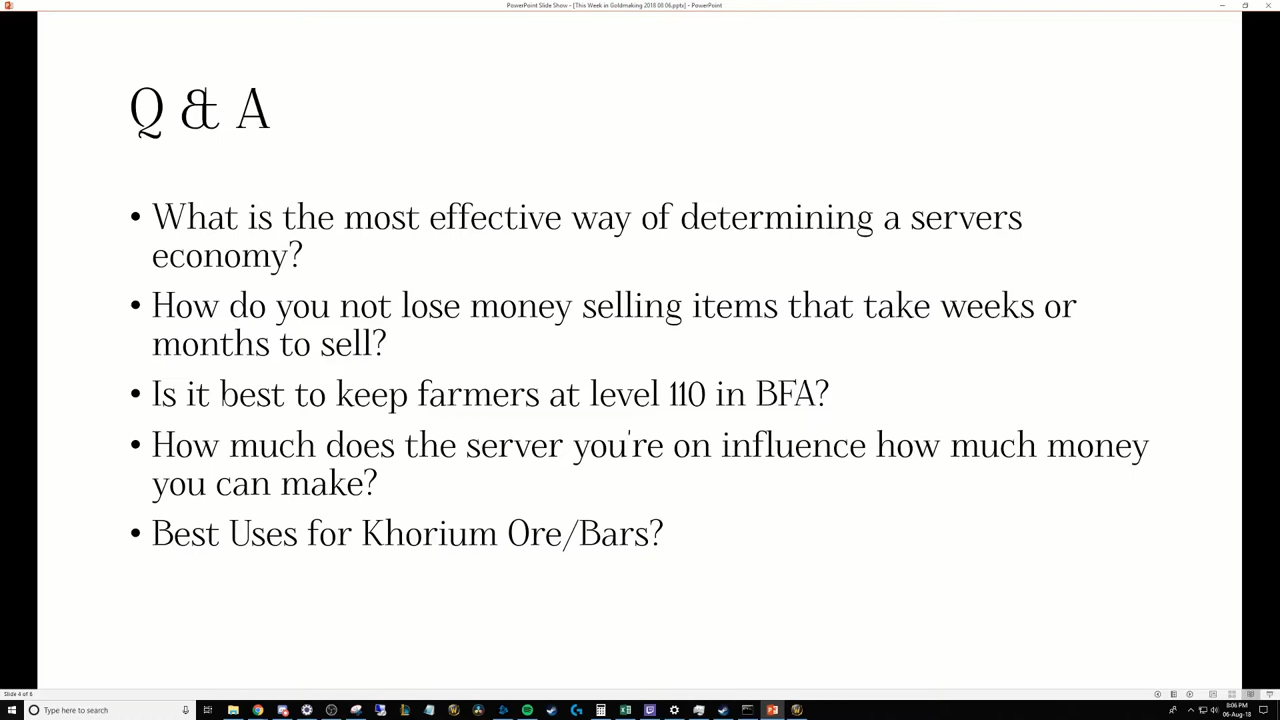 PowerPoint Slide Show - [This Week in Goldmaking 2018 08 06.pptx] - PowerPoint
Q & A
• What is the most effective way of determining a servers
economy?
• How do you not lose money selling items that take weeks or
months to sell?
• Is it best to keep farmers at level 110 in BFA?
• How much does the server you're on influence how much money
you can make?
• Best Uses for Khorium Ore/Bars?
Slide 4 of 6
Type here to search
8:06 PM
06-Aug-18